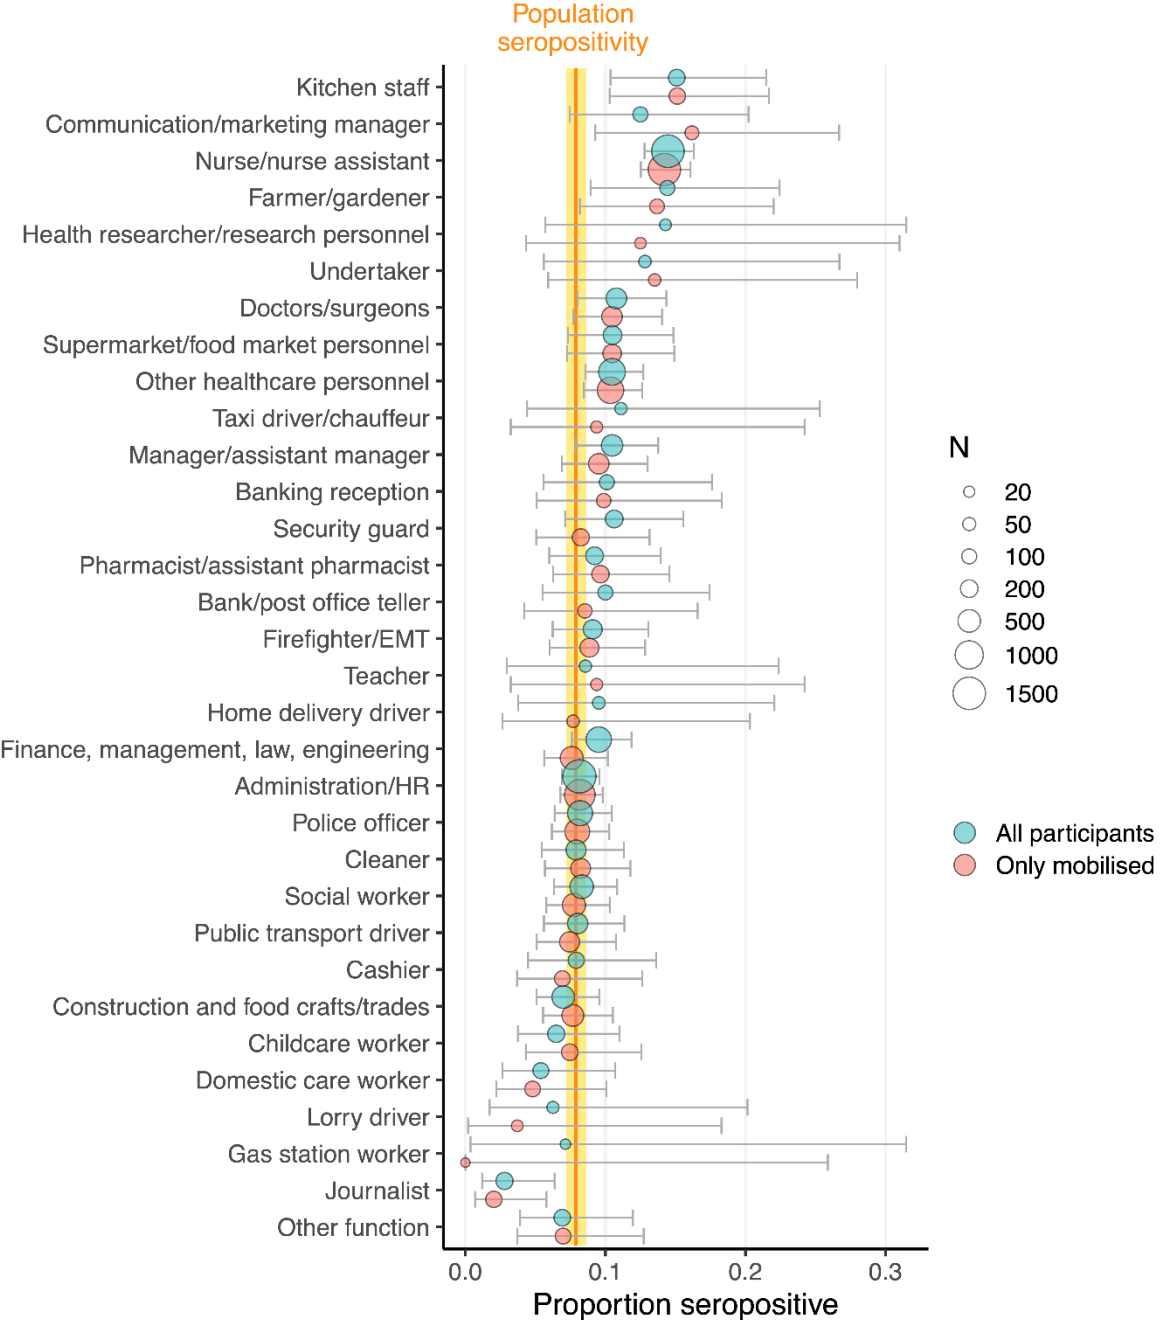 Population
seropositivity
Kitchen staff
Communication/marketing manager
Nurse/nurse assistant
Farmer/gardener
Health researcher/research personnel
Undertaker
Doctors/surgeons
Supermarket/food market personnel
Other healthcare personnel
Taxi driver/chauffeur
Manager/assistant manager
Banking reception
Security guard
Pharmacist/assistant pharmacist
Bank/post office teller
Firefighter/EMT
Teacher
Home delivery driver
Finance, management, law, engineering
Administration/HR
Police officer
Cleaner
Social worker
Public transport driver
Cashier
Construction and food crafts/trades
Childcare worker
Domestic care worker
Lorry driver
Gas station worker
Journalist
Other function
0.0 0.1 0.2 0.3
Proportion seropositive
N
20
50
100
200
500
1000
1500
All participants
Only mobilised